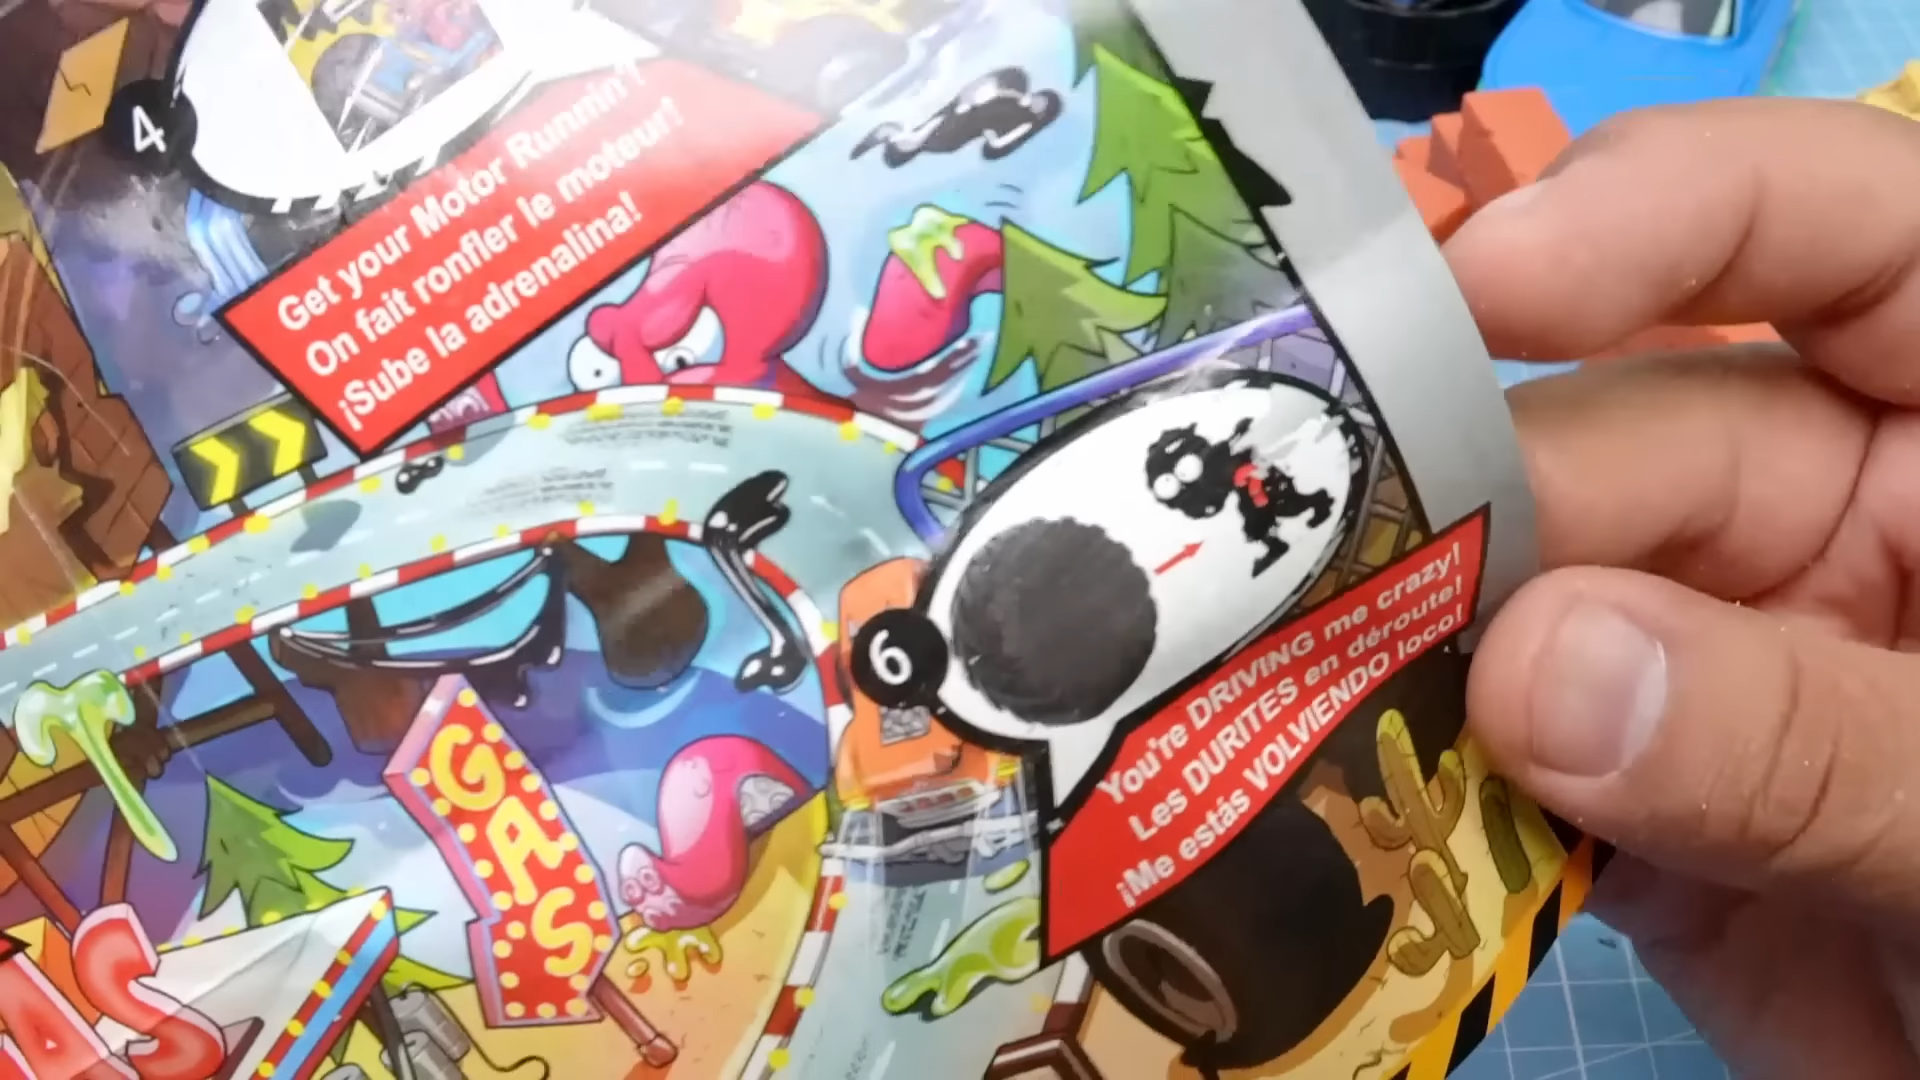 4
Get your Motor Runnin'!
On fait ronfler le moteur!
¡Sube la adrenalina!
6
You're DRIVING me crazy!
Les DURITES en déroute!
¡Me estás VOLVIENDO loco!
GAS
AS